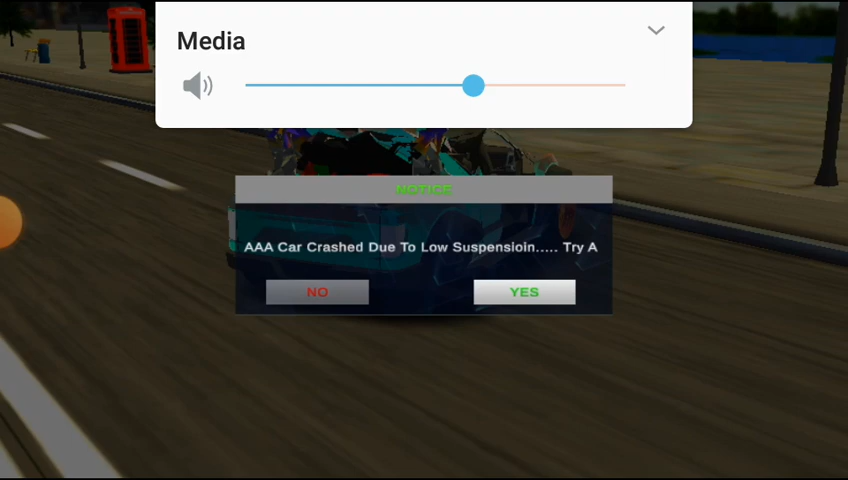 Media
NOTICE
AAA Car Crashed Due To Low Suspensioin..... Try A
NO
YES